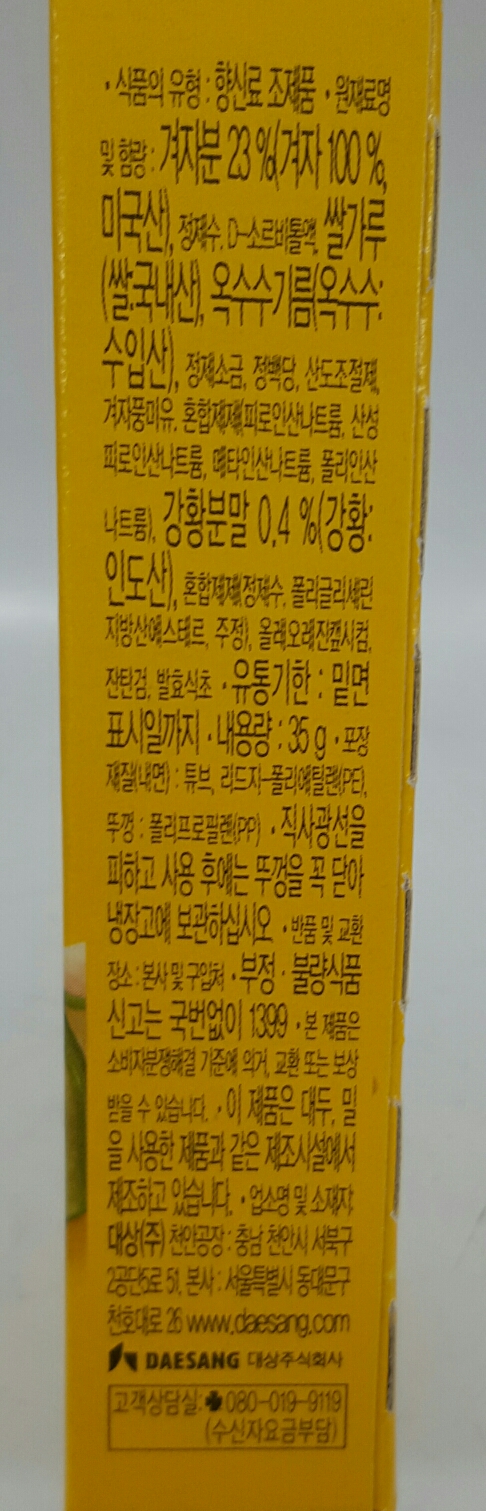 · 식품의 유형 : 향신료 조제품 · 원재료명
및 함량 : 겨자분 23 %(겨자 100 %,
미국산), 정제수, D-소르비톨액, 쌀가루
(쌀:국내산), 옥수수기름(옥수수:
수입산), 정제소금, 정백당, 산도조절제,
겨자풍미유, 혼합제제(피로인산나트륨, 산성
피로인산나트륨, 메타인산나트륨, 폴리인산
나트륨), 강황분말 0.4 %(강황:
인도산), 혼합제제(정제수, 폴리글리세린
지방산에스테르, 주정), 올레오레진캡시컴,
잔탄검, 발효식초 · 유통기한 : 밑면
표시일까지 · 내용량 : 35 g · 포장
재질(내면) : 튜브, 리드지-폴리에틸렌(PE),
뚜껑 : 폴리프로필렌(PP) · 직사광선을
피하고 사용 후에는 뚜껑을 꼭 닫아
냉장고에 보관하십시오 · 반품 및 교환
장소 : 본사 및 구입처 · 부정 · 불량식품
신고는 국번없이 1399 · 본 제품은
소비자분쟁해결 기준에 의거, 교환 또는 보상
받을 수 있습니다. · 이 제품은 대두, 밀
을 사용한 제품과 같은 제조시설에서
제조하고 있습니다. · 업소명 및 소재지:
대상(주) 천안공장 : 충남 천안시 서북구
2공단5로 51, 본사 : 서울특별시 동대문구
천호대로 26 www.daesang.com
DAESANG 대상주식회사
고객상담실: 080-019-9119
(수신자요금부담)